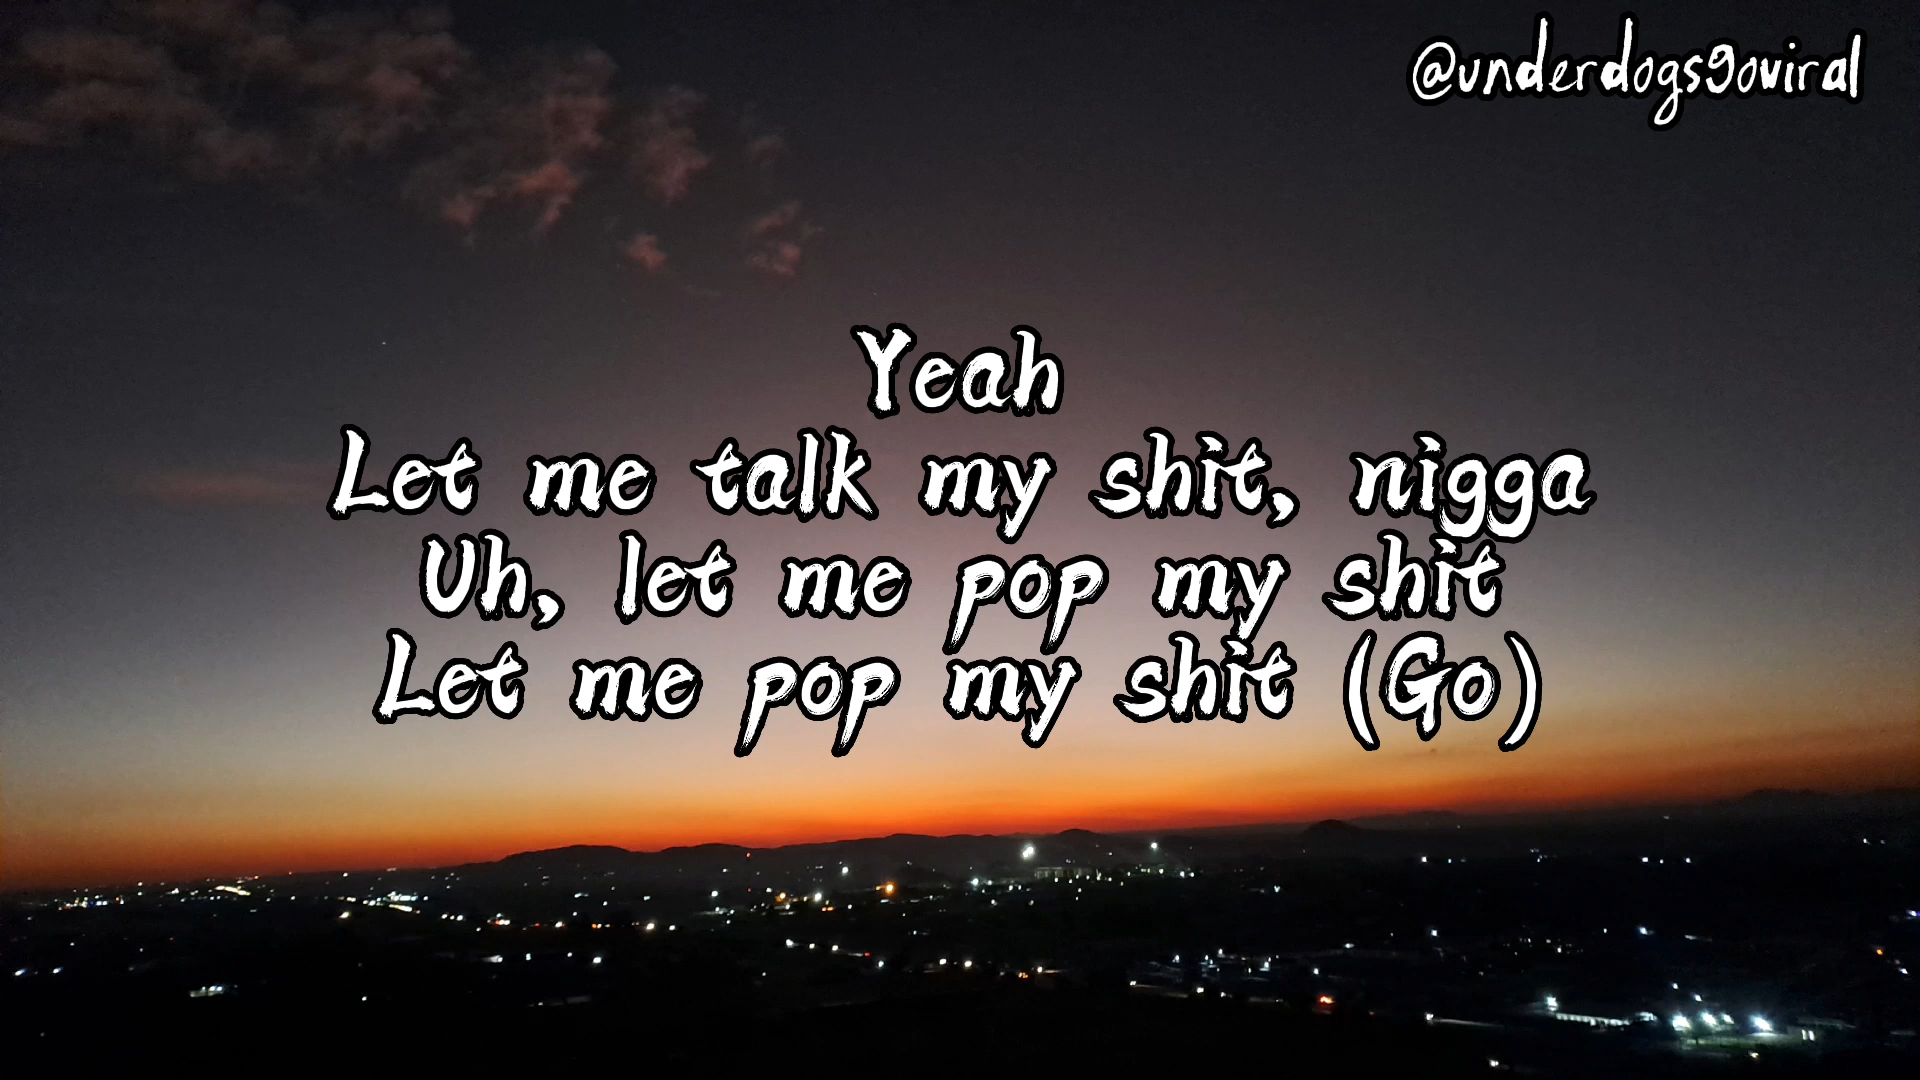 @underdogsgoviral
Yeah
Let me talk my shit, nigga
Uh, let me pop my shit
Let me pop my shit (Go)